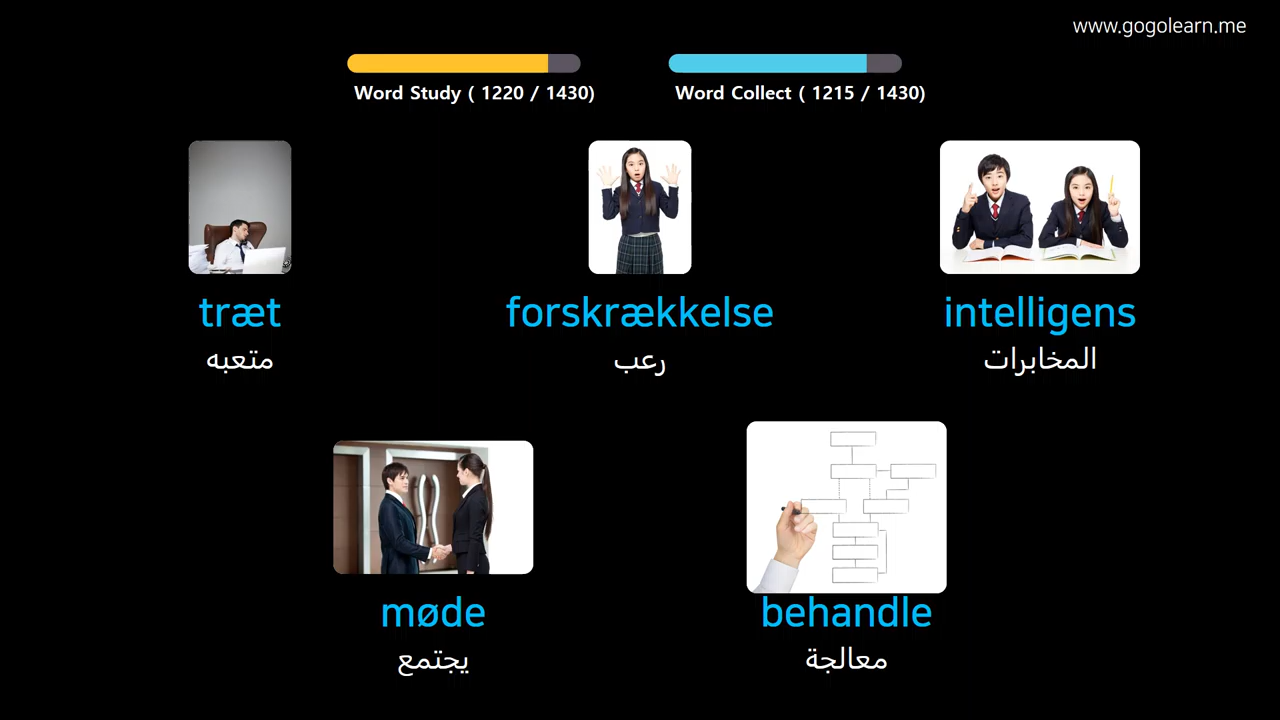 www.gogolearn.me
Word Study ( 1220 / 1430)
Word Collect ( 1215 / 1430)
træt
متعبه
forskrækkelse
رعب
intelligens
المخابرات
møde
يجتمع
behandle
معالجة